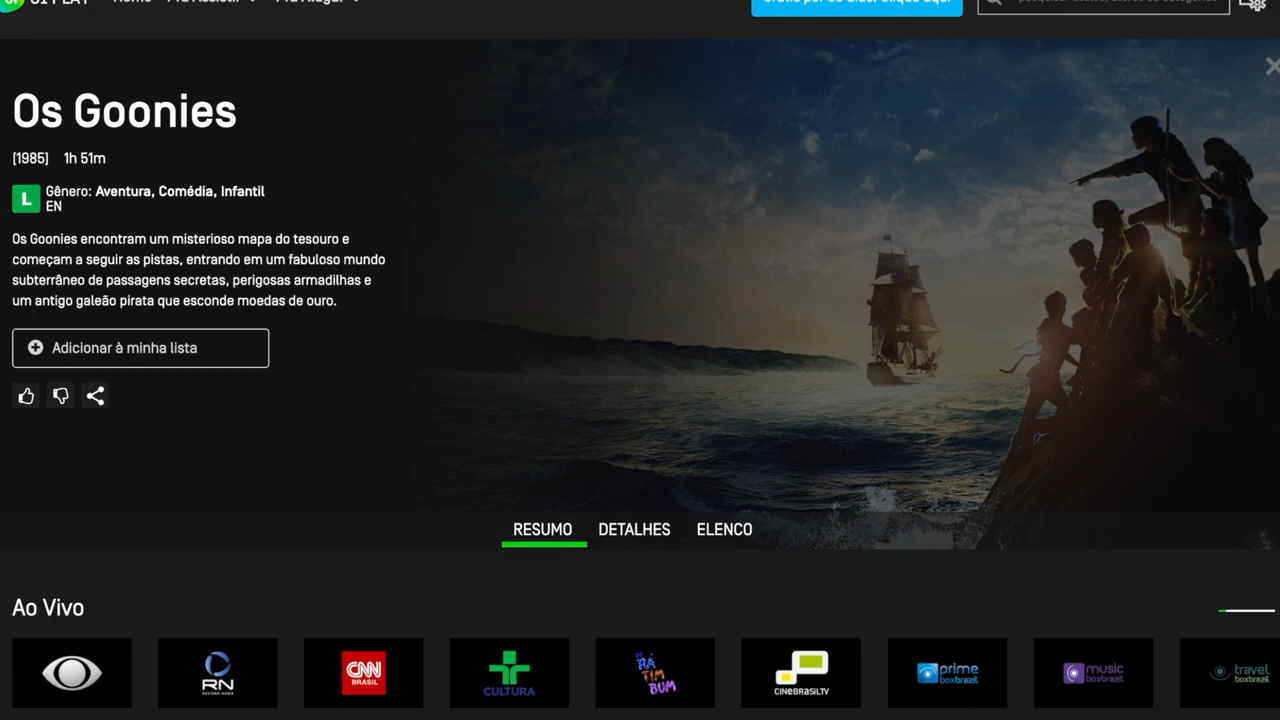 Os Goonies
[1985] 1h 51m
L
Gênero: Aventura, Comédia, Infantil
EN
Os Goonies encontram um misterioso mapa do tesouro e
começam a seguir as pistas, entrando em um fabuloso mundo
subterrâneo de passagens secretas, perigosas armadilhas e
um antigo galeão pirata que esconde moedas de ouro.
Adicionar à minha lista
RESUMO DETALHES ELENCO
Ao Vivo
RN
RECORD NEWS
CNN
BRASIL
CULTURA
RÁ
TIM
BUM
CINEBRASILTV
prime
boxbrazil
music
boxbrazil
travel
boxbrazil